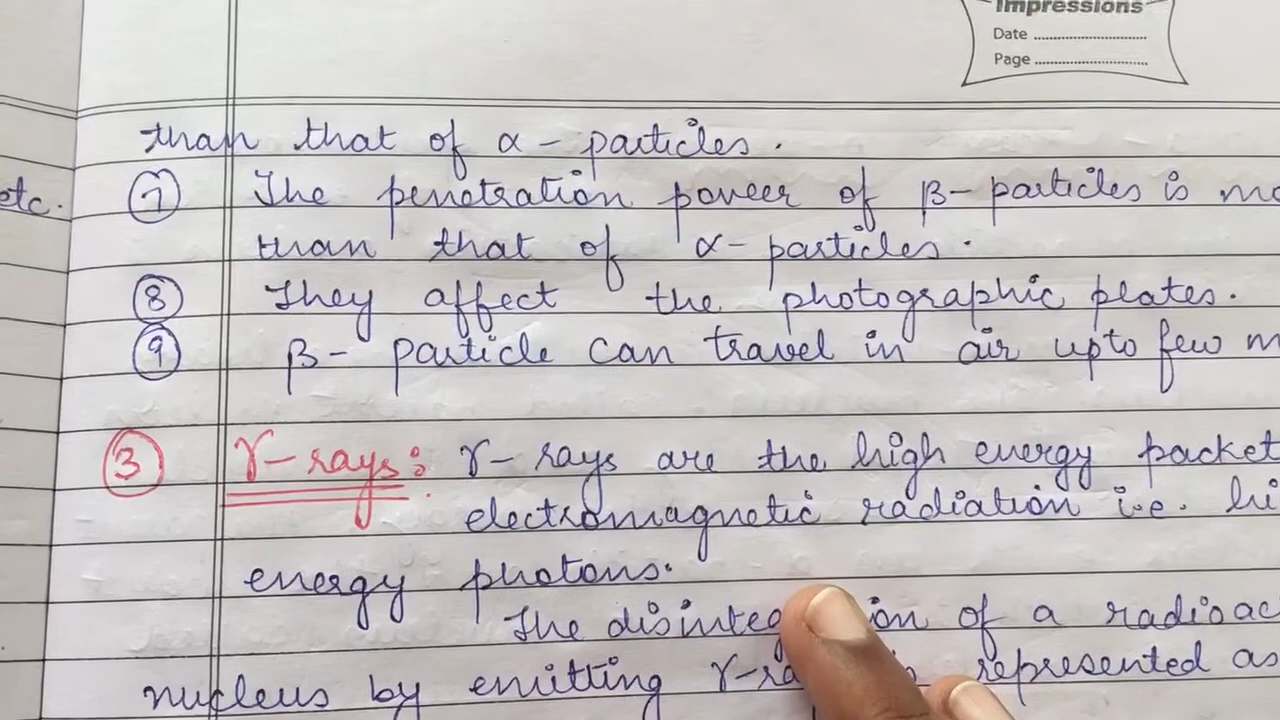 Impressions
Date
Page
than that of α - particles.
etc.
⑦ The penetration power of β- particles is mo
than that of α- particles.
⑧ They affect the photographic plates.
⑨ β- particle can travel in air upto few m
③ γ-rays: γ- rays are the high energy packet
electromagnetic radiation i.e. hi
energy photons.
The of a radioac
nucleus by emitting represented as